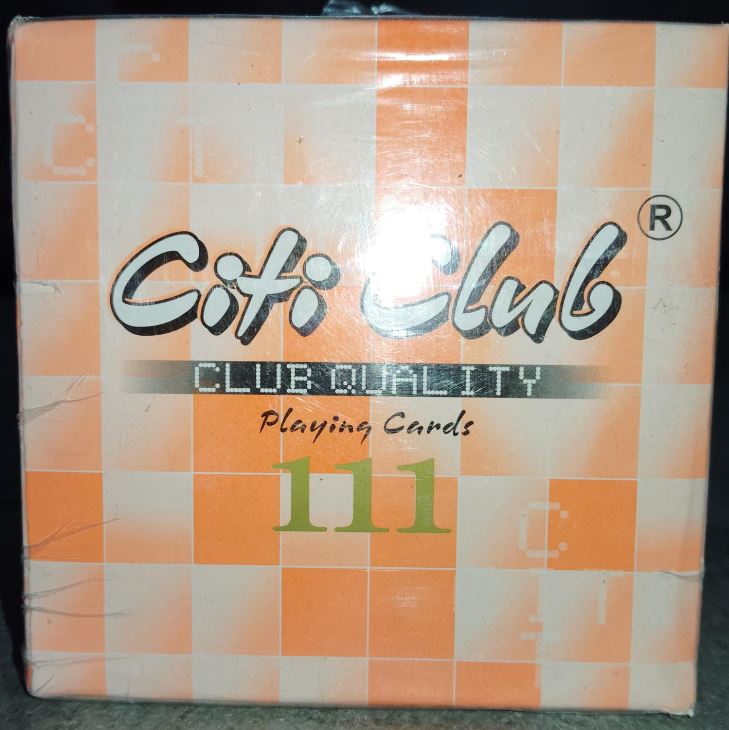 Citi Club ®
CLUB QUALITY
Playing Cards
111